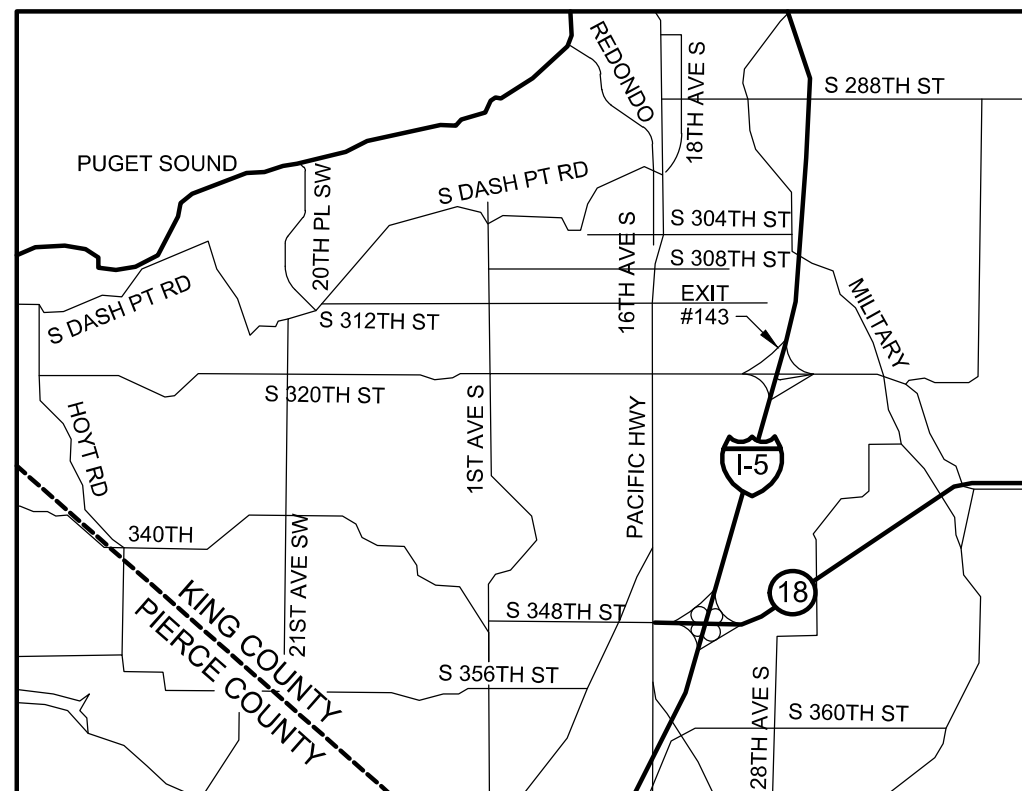 REDONDO
18TH AVE S
S 288TH ST
PUGET SOUND
20TH PL SW
S DASH PT RD
S 304TH ST
16TH AVE S
S 308TH ST
S DASH PT RD
EXIT
#143
MILITARY
S 312TH ST
S 320TH ST
1ST AVE S
HOYT RD
PACIFIC HWY
I-5
340TH
21ST AVE SW
KING COUNTY
PIERCE COUNTY
18
S 348TH ST
S 356TH ST
28TH AVE S
S 360TH ST